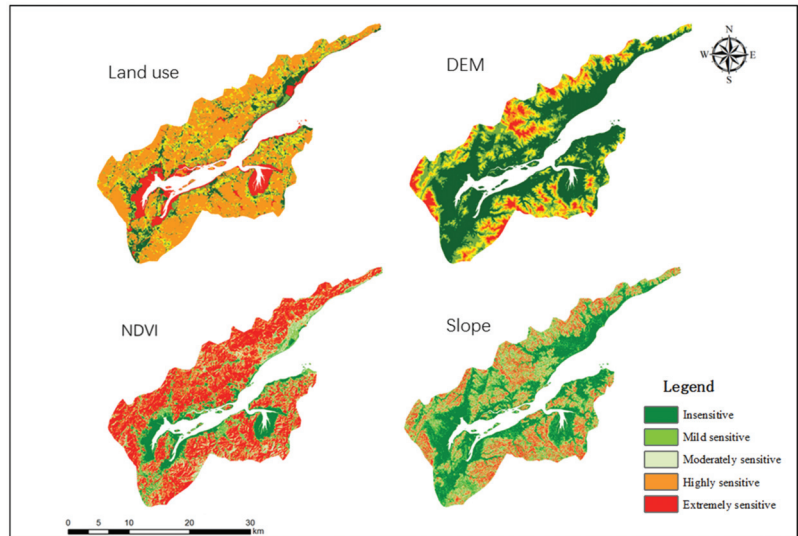 Land use
DEM
N
W E
S
NDVI
Slope
Legend
Insensitive
Mild sensitive
Moderately sensitive
Highly sensitive
Extremely sensitive
0 10 20 30
km